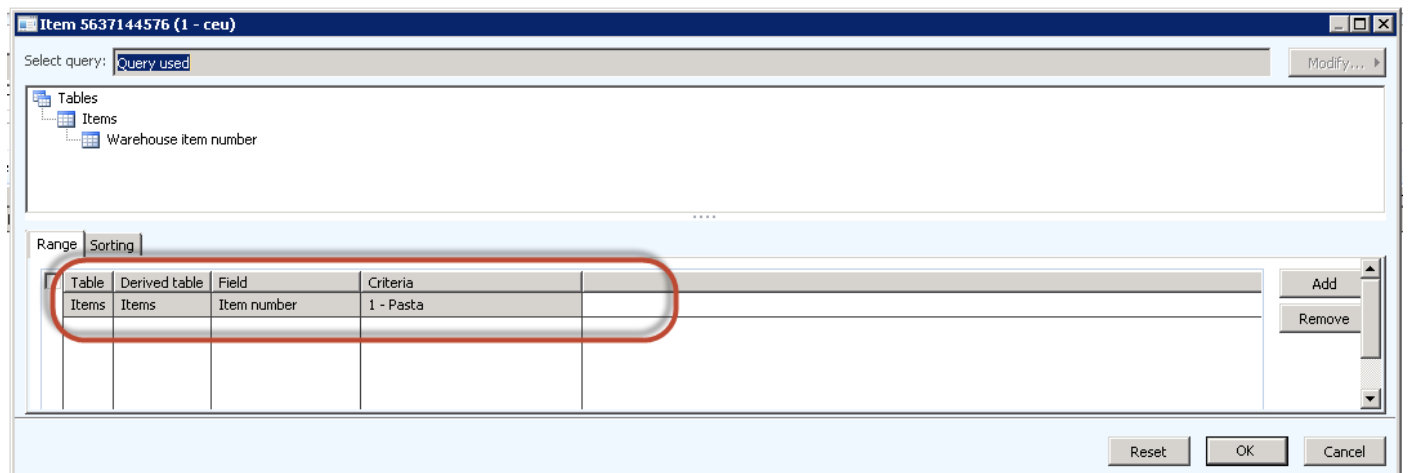 Item 5637144576 (1 - ceu)
Select query: Query used Modify...
Tables
Items
Warehouse item number
Range Sorting
Table Derived table Field Criteria Add
Items Items Item number 1 - Pasta
Remove
Reset OK Cancel